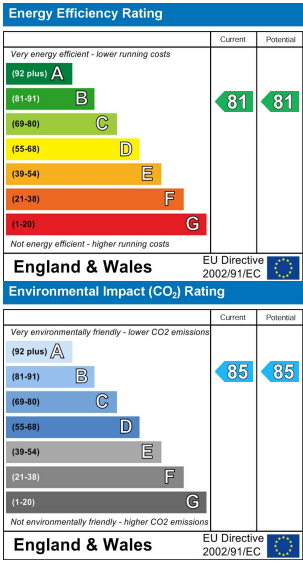 Energy Efficiency Rating
Current Potential
Very energy efficient - lower running costs
(92 plus) A
(81-91) B 81 81
(69-80) C
(55-68) D
(39-54) E
(21-38) F
(1-20) G
Not energy efficient - higher running costs
England & Wales EU Directive
2002/91/EC
Environmental Impact (CO₂) Rating
Current Potential
Very environmentally friendly - lower CO2 emissions
(92 plus) A
(81-91) B 85 85
(69-80) C
(55-68) D
(39-54) E
(21-38) F
(1-20) G
Not environmentally friendly - higher CO2 emissions
England & Wales EU Directive
2002/91/EC